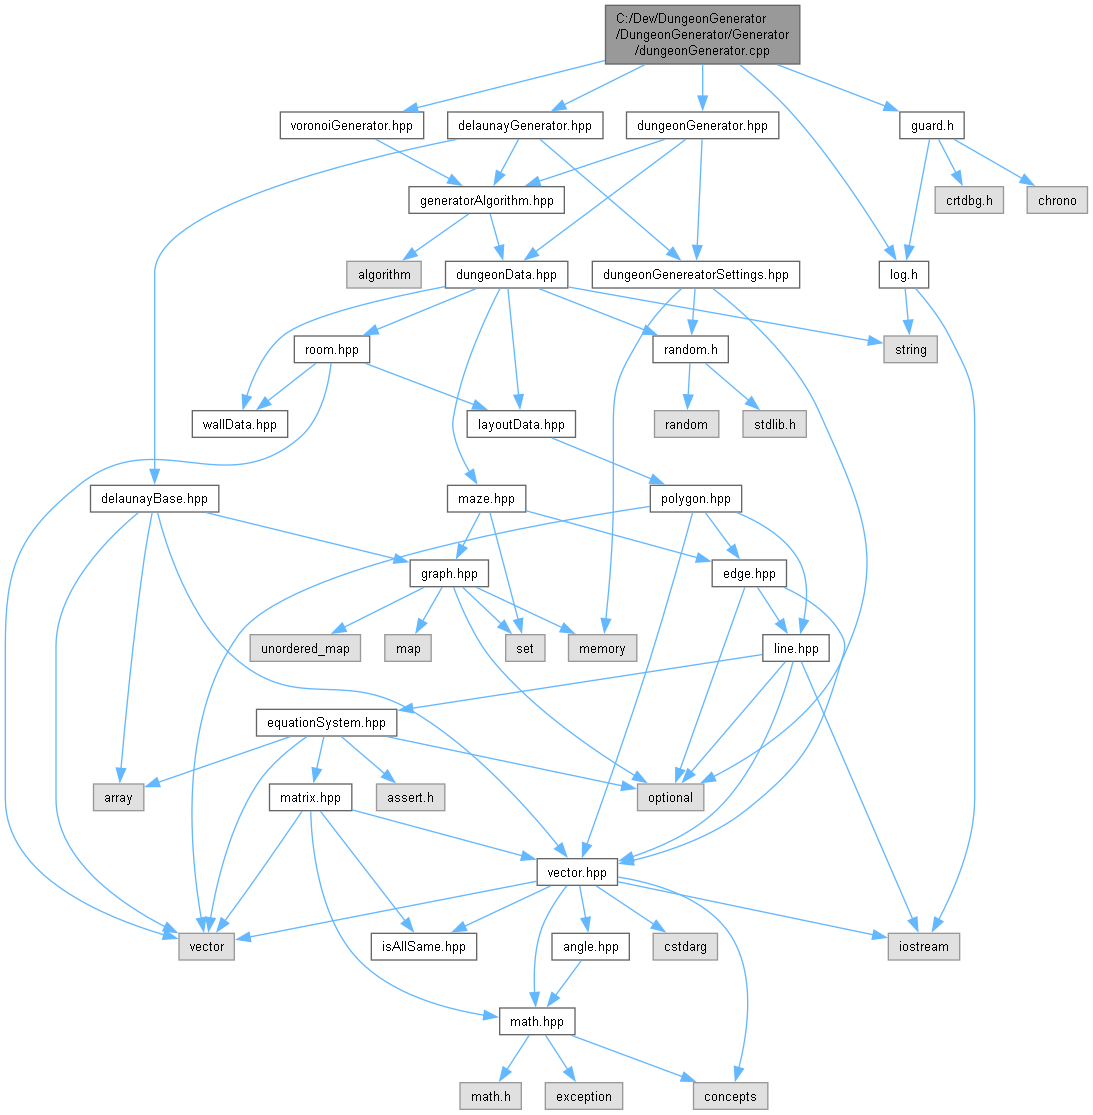 C:/Dev/DungeonGenerator
/DungeonGenerator/Generator
/dungeonGenerator.cpp
voronoiGenerator.hpp
delaunayGenerator.hpp
dungeonGenerator.hpp
guard.h
generatorAlgorithm.hpp
crtdbg.h
chrono
algorithm
dungeonData.hpp
dungeonGenereatorSettings.hpp
log.h
room.hpp
random.h
string
wallData.hpp
layoutData.hpp
random
stdlib.h
delaunayBase.hpp
maze.hpp
polygon.hpp
graph.hpp
edge.hpp
unordered_map
map
set
memory
line.hpp
equationSystem.hpp
array
matrix.hpp
assert.h
optional
vector.hpp
vector
isAllSame.hpp
angle.hpp
cstdarg
iostream
math.hpp
math.h
exception
concepts